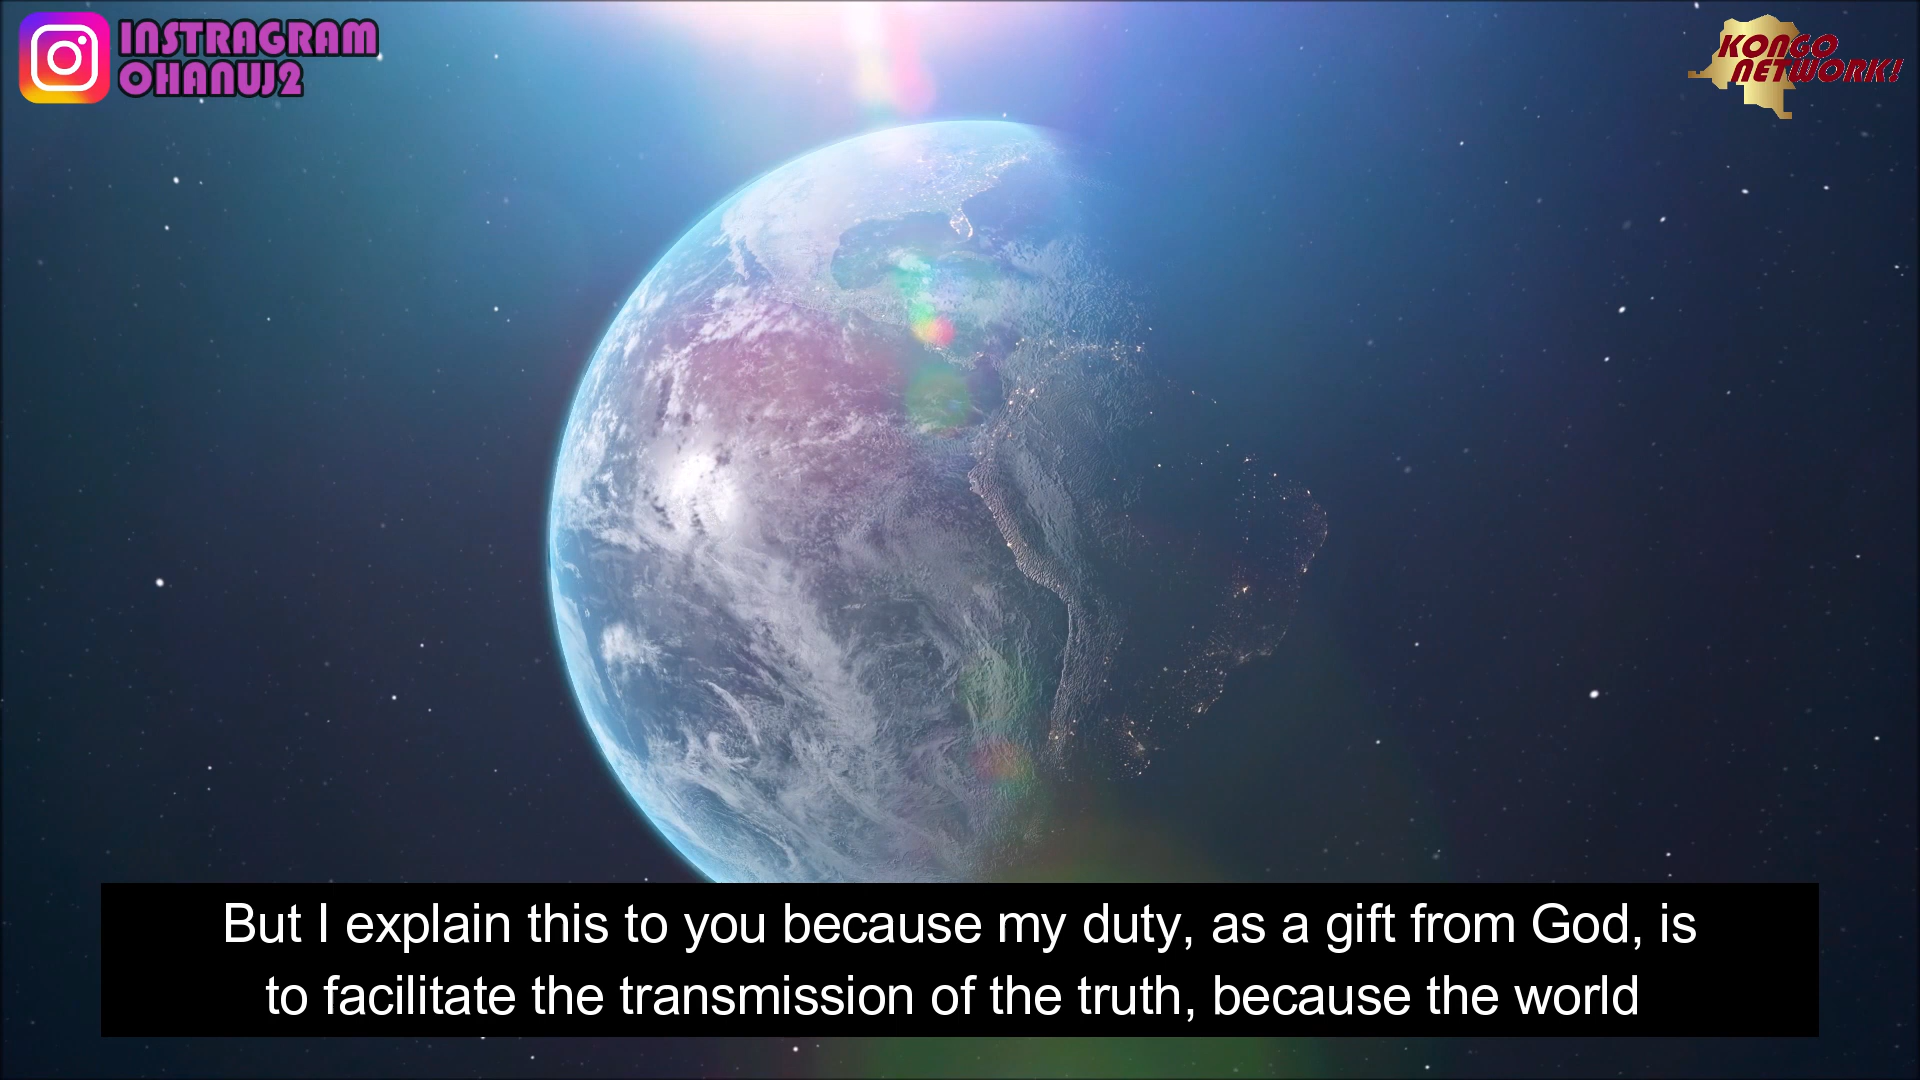 INSTRAGRAM
OHANUJ2
KONGO
NETWORK!
But I explain this to you because my duty, as a gift from God, is
to facilitate the transmission of the truth, because the world